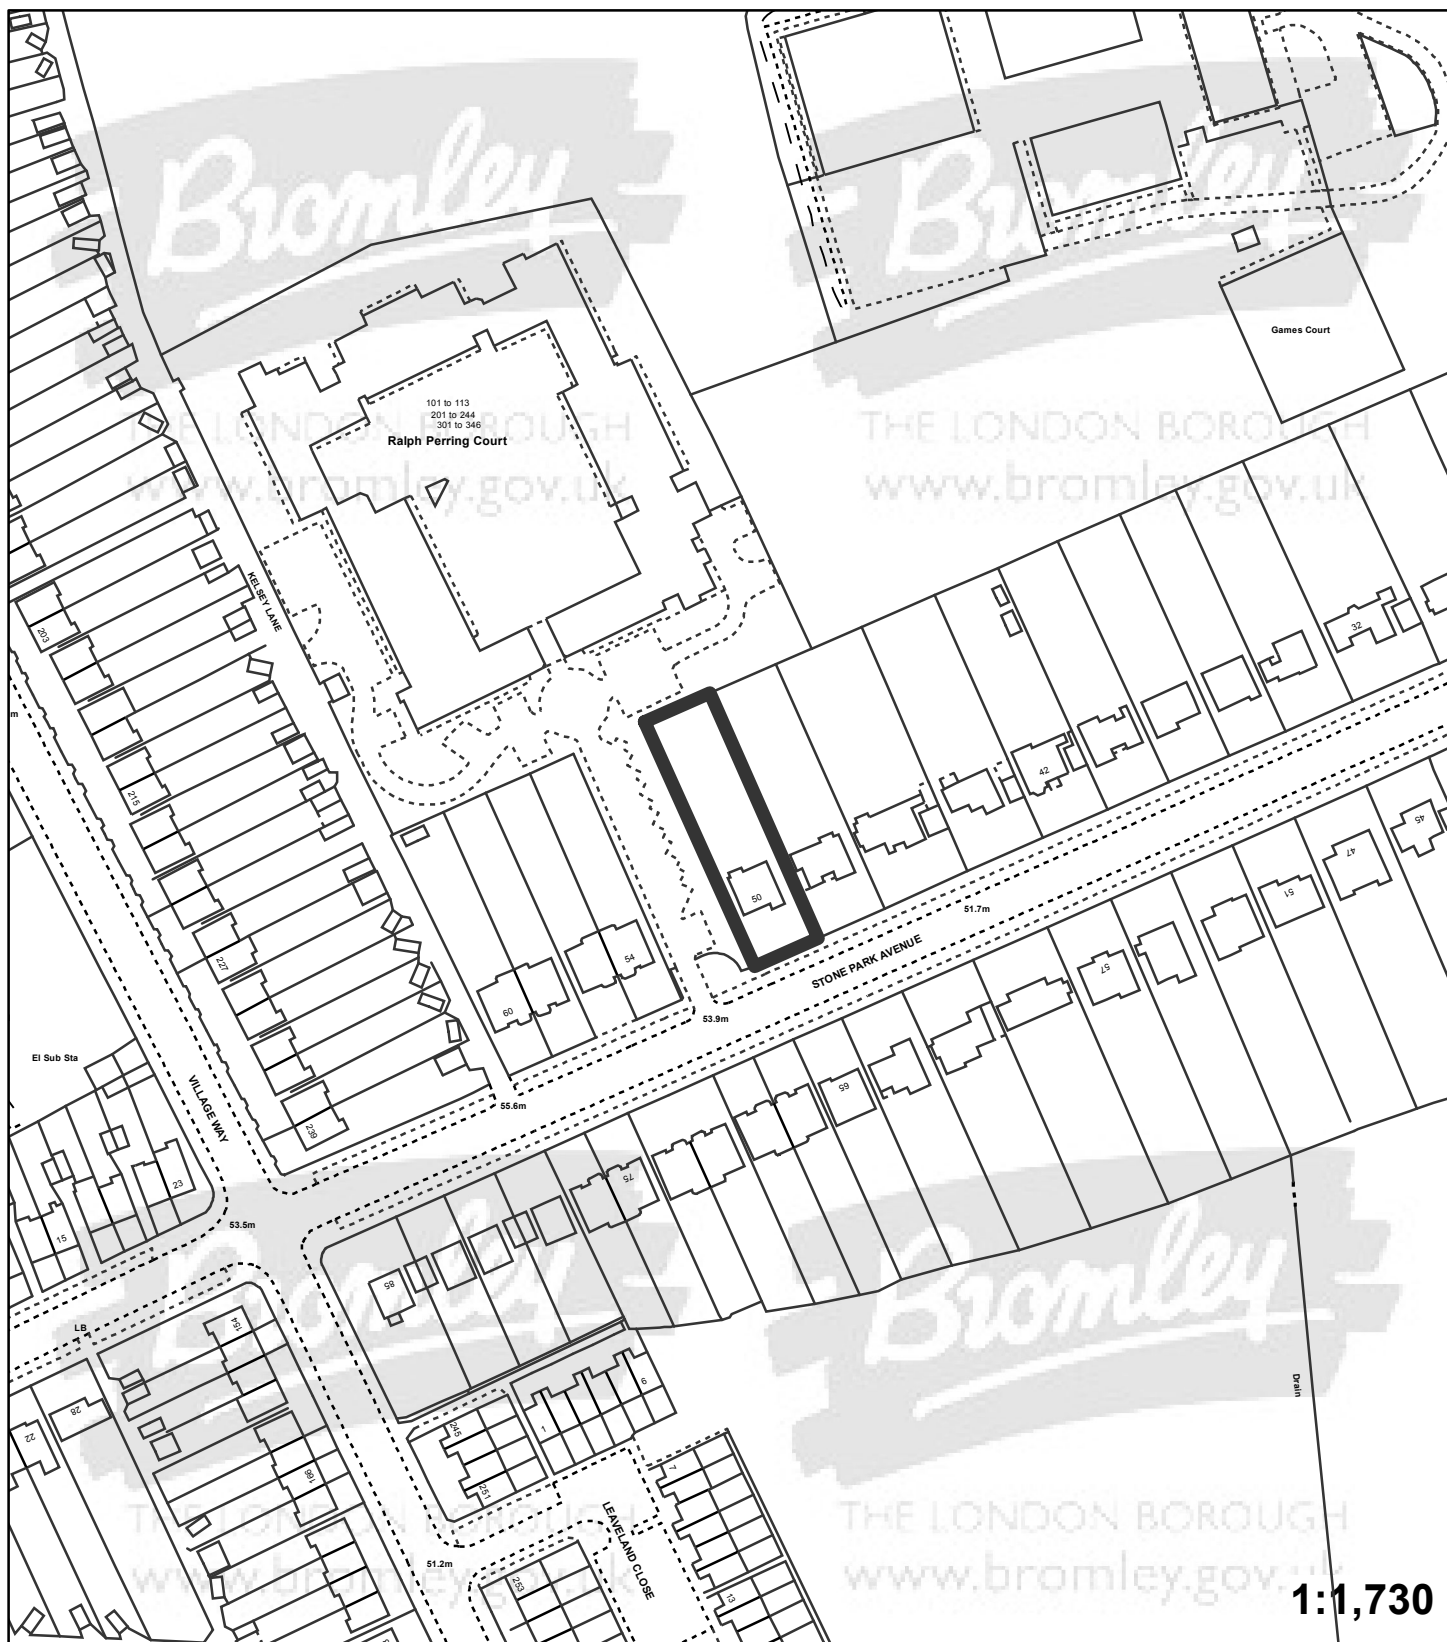 Bromley
THE LONDON BOROUGH
www.bromley.gov.uk
Bromley
THE LONDON BOROUGH
www.bromley.gov.uk
Games Court
101 to 113
201 to 244
301 to 346
Ralph Perring Court
KELSEY LANE
203
32
m
42
215
45
47
50
51
51.7m
STONE PARK AVENUE
227
54
57
60
53.9m
El Sub Sta
VILLAGE WAY
65
55.6m
239
75
23
53.5m
15
Bromley
THE LONDON BOROUGH
www.bromley.gov.uk
Bromley
THE LONDON BOROUGH
www.bromley.gov.uk
85
LB
154
Drain
9
28
1
245
22
7
166
251
LEAVELAND CLOSE
51.2m
253
13
1:1,730